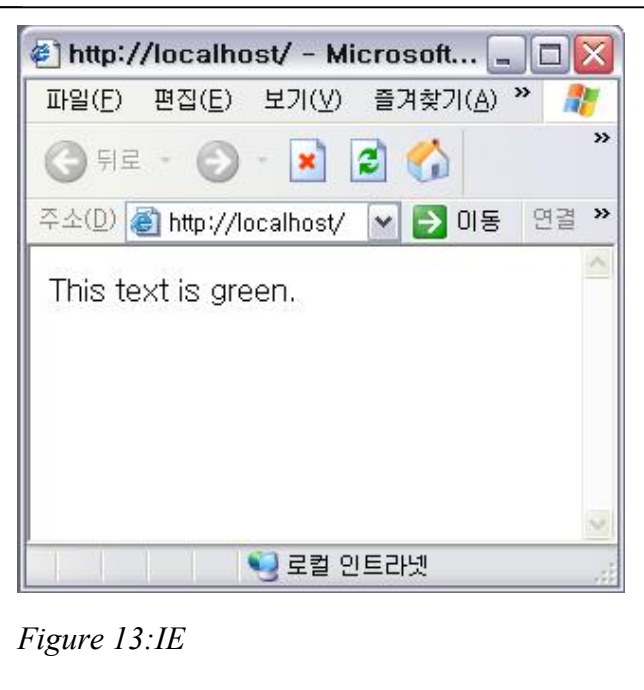 http://localhost/ - Microsoft...
파일(F) 편집(E) 보기(V) 즐겨찾기(A) »
뒤로 »
주소(D) http://localhost/ 이동 연결 »
This text is green.
로컬 인트라넷
Figure 13:IE